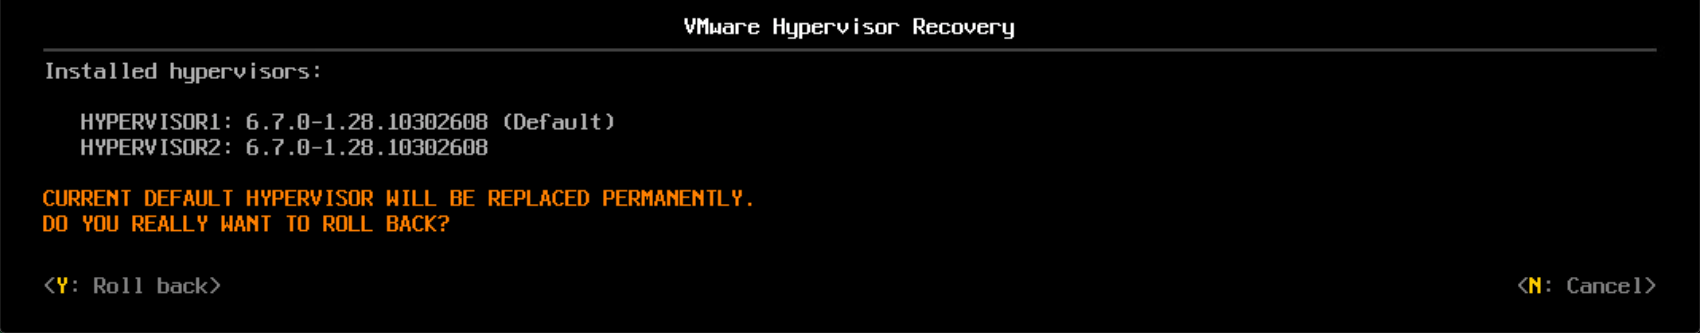 VMware Hypervisor Recovery
Installed hypervisors:
HYPERVISOR1: 6.7.0-1.28.10302608 (Default)
HYPERVISOR2: 6.7.0-1.28.10302608
CURRENT DEFAULT HYPERVISOR WILL BE REPLACED PERMANENTLY.
DO YOU REALLY WANT TO ROLL BACK?
<Y: Roll back> <N: Cancel>